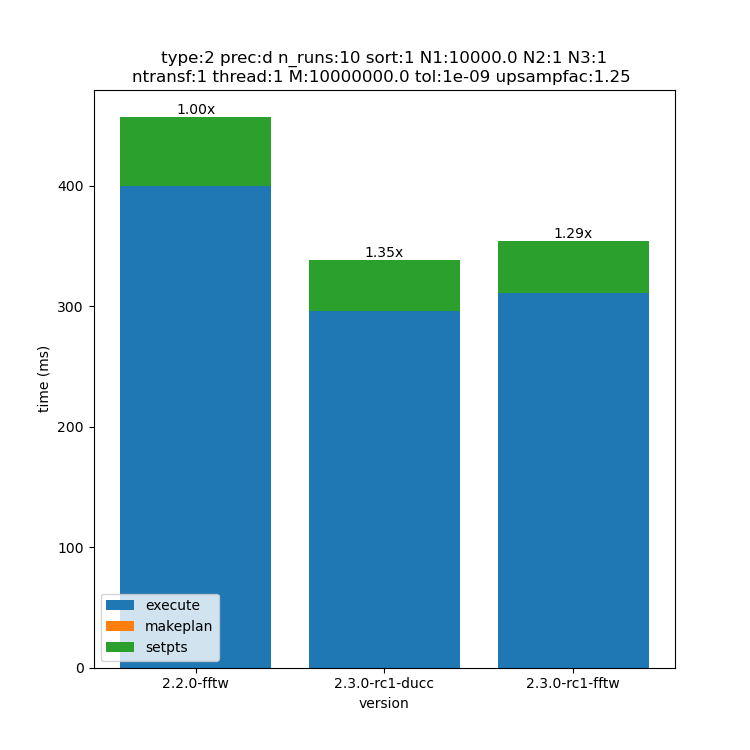 type:2 prec:d n_runs:10 sort:1 N1:10000.0 N2:1 N3:1
ntransf:1 thread:1 M:10000000.0 tol:1e-09 upsampfac:1.25
1.00x
1.35x
1.29x
400
300
200
100
0
time (ms)
execute
makeplan
setpts
2.2.0-fftw
2.3.0-rc1-ducc
2.3.0-rc1-fftw
version